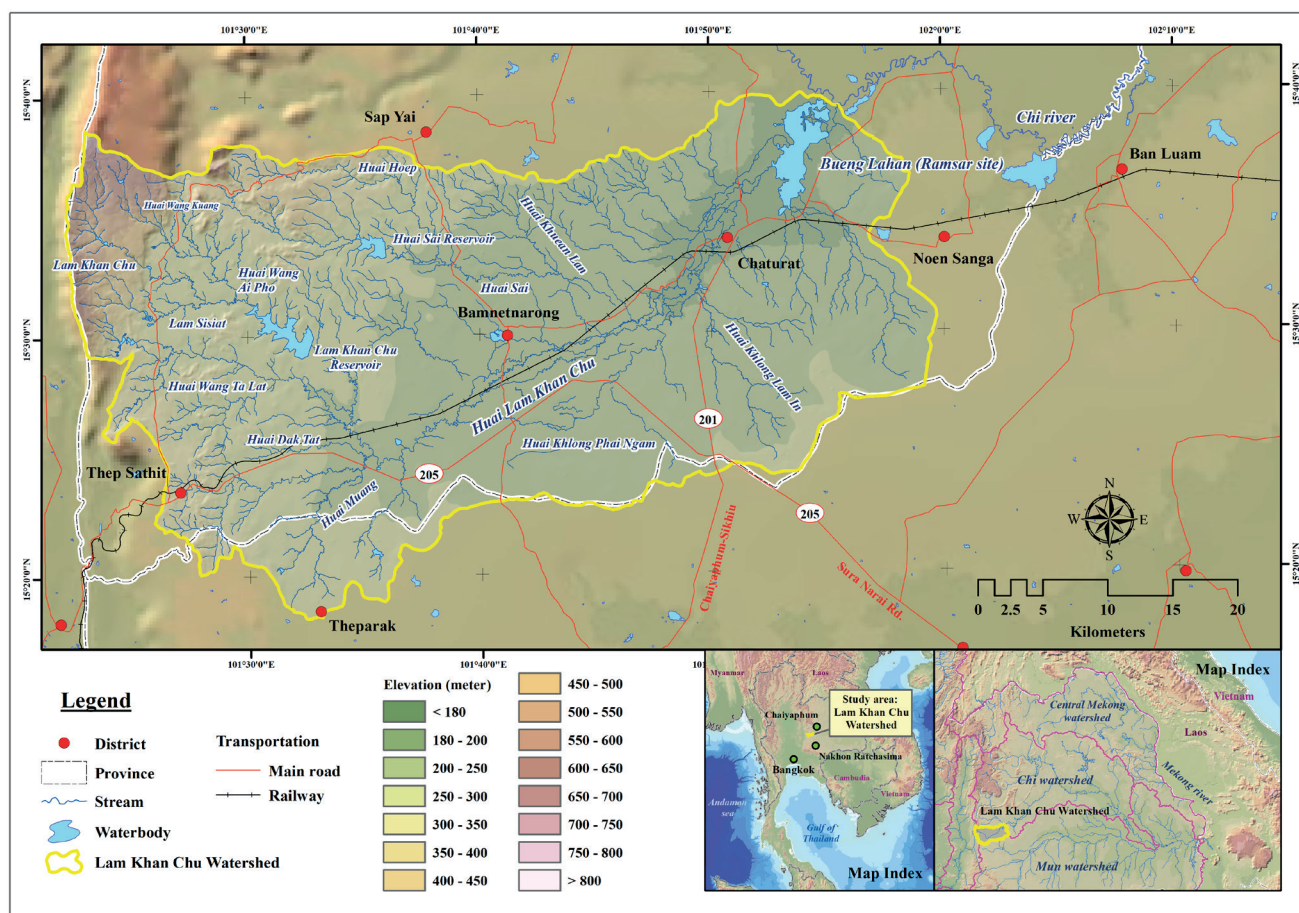 101°30'0"E
101°40'0"E
101°50'0"E
102°0'0"E
102°10'0"E
15°40'0"N
15°40'0"N
Sap Yai
Chi river
Huai Hoep
Bueng Lahan (Ramsar site)
Ban Luam
Huai Wang Kuang
Huai Khuean Lan
Huai Sai Reservoir
Chaturat
Noen Sanga
Lam Khan Chu
Huai Wang
Ai Pho
Huai Sai
Bamnetnarong
Lam Sisiat
15°30'0"N
15°30'0"N
Lam Khan Chu
Reservoir
Huai Wang Ta Lat
Huai Lam Khan Chu
Huai Khlong Lam In
201
Huai Dak Tat
Huai Khlong Phai Ngam
Thep Sathit
205
Huai Muang
205
N
W
E
S
Chaiyaphum-Sikhiu
Sura Narai Rd.
15°20'0"N
15°20'0"N
0
2.5
5
10
15
20
Kilometers
Theparak
101°30'0"E
101°40'0"E
Legend
District
Province
Stream
Waterbody
Lam Khan Chu Watershed
Transportation
Main road
Railway
Elevation (meter)
< 180
180 - 200
200 - 250
250 - 300
300 - 350
350 - 400
400 - 450
450 - 500
500 - 550
550 - 600
600 - 650
650 - 700
700 - 750
750 - 800
> 800
Myanmar
Laos
Study area:
Lam Khan Chu
Watershed
Chaiyaphum
Nakhon Ratchasima
Bangkok
Cambudia
Vietnam
Andaman
sea
Gulf of
Thailand
Map Index
Map Index
Vietnam
Central Mekong
watershed
Laos
Mekong river
Chi watershed
Lam Khan Chu Watershed
Mun watershed